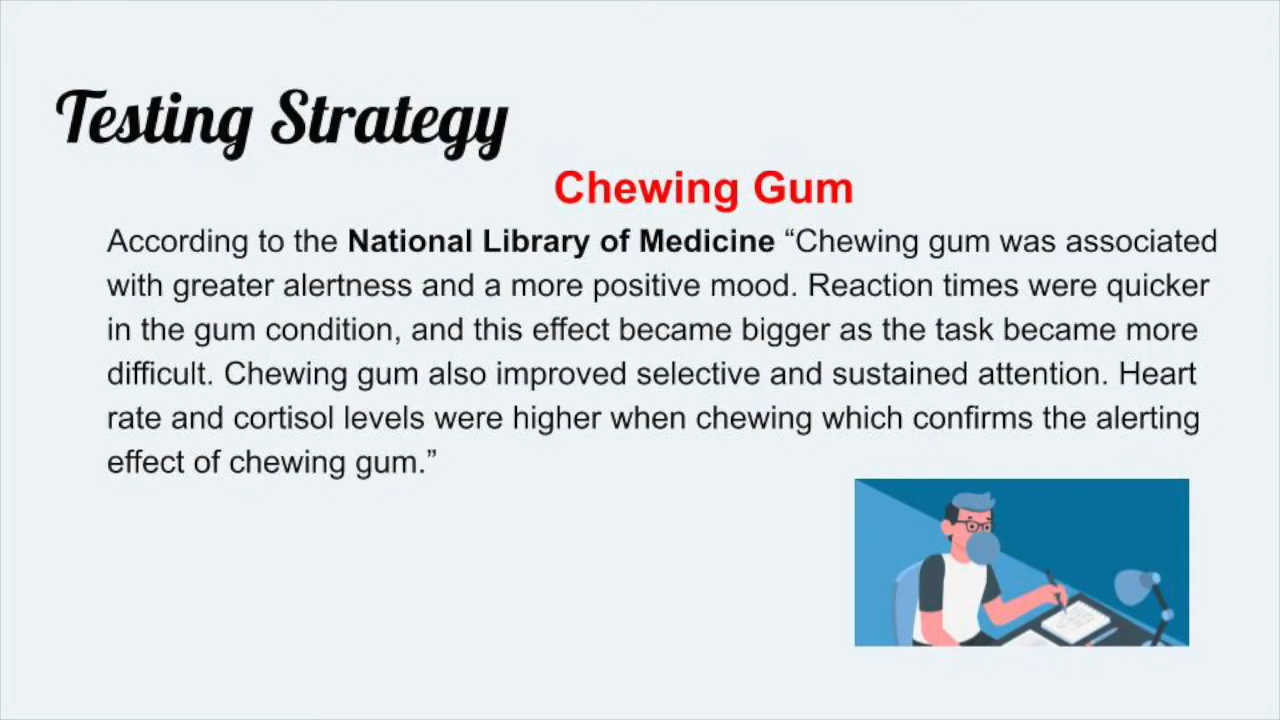 Testing Strategy
Chewing Gum
According to the National Library of Medicine “Chewing gum was associated
with greater alertness and a more positive mood. Reaction times were quicker
in the gum condition, and this effect became bigger as the task became more
difficult. Chewing gum also improved selective and sustained attention. Heart
rate and cortisol levels were higher when chewing which confirms the alerting
effect of chewing gum.”